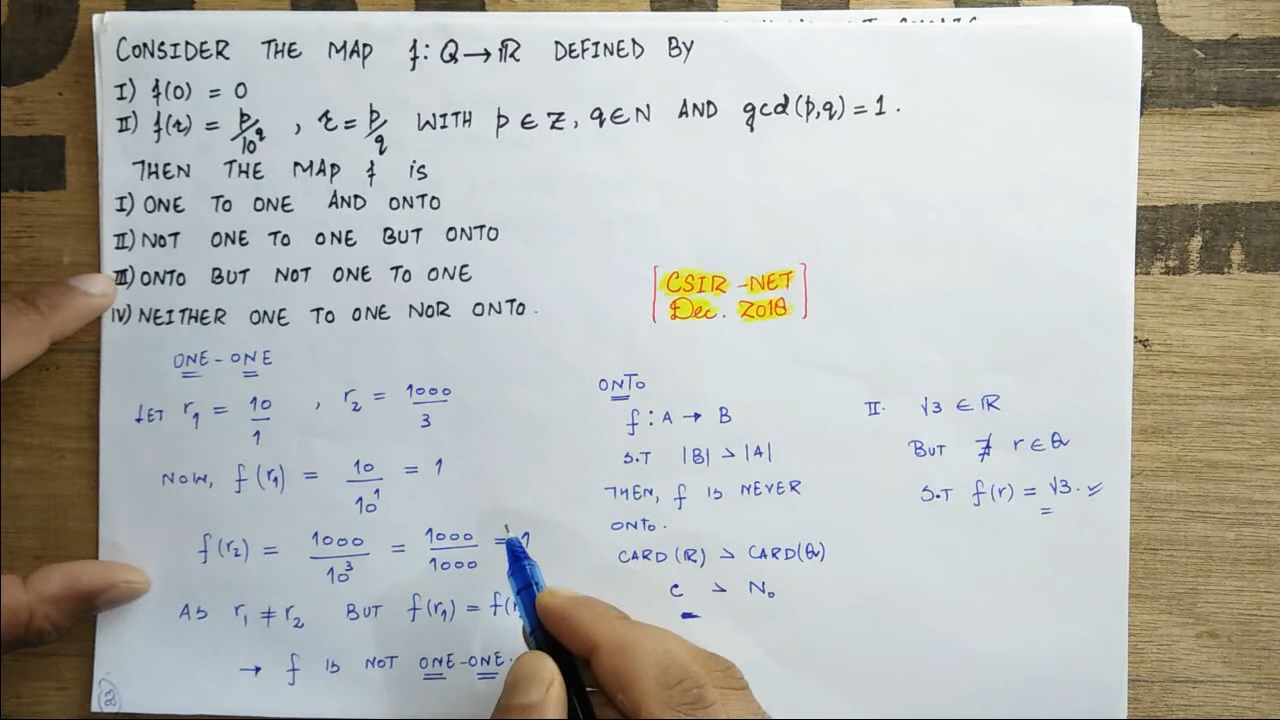 CONSIDER THE MAP f: Q→ℝ DEFINED BY
I) f(0) = 0
II) f(r) = p/10^q , r = p/q WITH p ∈ Z, q ∈ N AND gcd(p,q) = 1.
THEN THE MAP f is
I) ONE TO ONE AND ONTO
II) NOT ONE TO ONE BUT ONTO
III) ONTO BUT NOT ONE TO ONE
IV) NEITHER ONE TO ONE NOR ONTO.
[CSIR-NET
Dec. 2018]
ONE-ONE
LET r₁ = 10/1 , r₂ = 1000/3
NOW, f(r₁) = 10/10^1 = 1
f(r₂) = 1000/10^3 = 1000/1000 = 1
AS r₁ ≠ r₂ BUT f(r₁) = f(r
→ f IS NOT ONE-ONE.
ONTO
f: A → B
S.T |B| > |A|
THEN, f IS NEVER
ONTO.
CARD(ℝ) > CARD(Q)
c > N₀
II. √3 ∈ ℝ
BUT ∄ r ∈ Q
S.T f(r) = √3. ✓
23